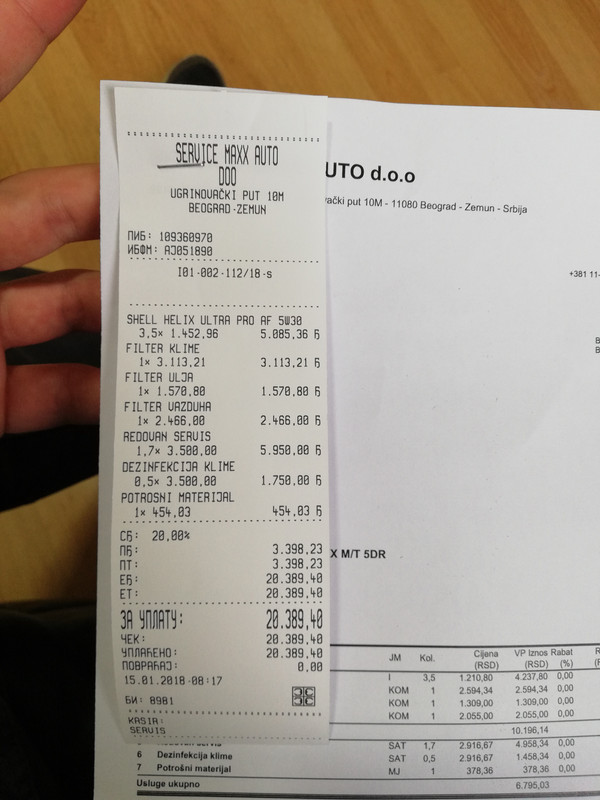 SERVICE MAXX AUTO
DOO
UGRINOVAČKI PUT 10M
BEOGRAD-ZEMUN
ПИБ: 109360970
ИБФМ: AJ051890
I01-002-112/18-s
SHELL HELIX ULTRA PRO AF 5W30
3,5x 1.452,96 5.085,36 Ђ
FILTER KLIME
1x 3.113,21 3.113,21 Ђ
FILTER ULJA
1x 1.570,80 1.570,80 Ђ
FILTER VAZDUHA
1x 2.466,00 2.466,00 Ђ
REDOVAN SERVIS
1,7x 3.500,00 5.950,00 Ђ
DEZINFEKCIJA KLIME
0,5x 3.500,00 1.750,00 Ђ
POTROSNI MATERIJAL
1x 454,03 454,03 Ђ
СЂ: 20,00%
ПЂ: 3.398,23
ПТ: 3.398,23
ЕЂ: 20.389,40
ЕТ: 20.389,40
ЗА УПЛАТУ: 20.389,40
ЧЕК: 20.389,40
УПЛАЋЕНО: 20.389,40
ПОВРАЋАЈ: 0,00
15.01.2018-08:17
БИ: 8981
KASIR:
SERVIS
UTO d.o.o
vački put 10M - 11080 Beograd - Zemun - Srbija
+381 11-
B
B
X M/T 5DR
JM Kol. Cijena (RSD) VP Iznos (RSD) Rabat (%)
l 3,5 1.210,80 4.237,80 0,00
KOM 1 2.594,34 2.594,34 0,00
KOM 1 1.309,00 1.309,00 0,00
KOM 1 2.055,00 2.055,00 0,00
10.196,14
SAT 1,7 2.916,67 4.958,34 0,00
6 Dezinfekcija klime SAT 0,5 2.916,67 1.458,34 0,00
7 Potrošni materijal MJ 1 378,36 378,36 0,00
Usluge ukupno 6.795,03